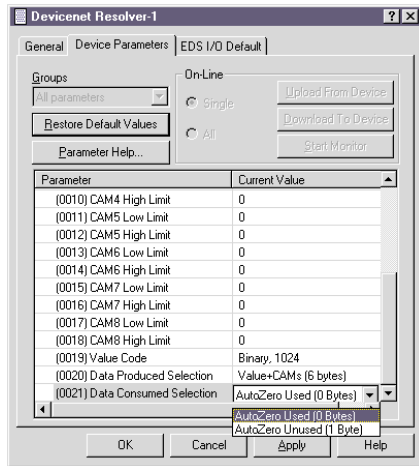 Devicenet Resolver-1
General Device Parameters EDS I/O Default
Groups
All parameters
Restore Default Values
Parameter Help...
On-Line
Single
All
Upload From Device
Download To Device
Start Monitor
Parameter Current Value
(0010) CAM4 High Limit 0
(0011) CAM5 Low Limit 0
(0012) CAM5 High Limit 0
(0013) CAM6 Low Limit 0
(0014) CAM6 High Limit 0
(0015) CAM7 Low Limit 0
(0016) CAM7 High Limit 0
(0017) CAM8 Low Limit 0
(0018) CAM8 High Limit 0
(0019) Value Code Binary, 1024
(0020) Data Produced Selection Value+CAMs (6 bytes)
(0021) Data Consumed Selection AutoZero Used (0 Bytes)
AutoZero Used (0 Bytes)
AutoZero Unused (1 Byte)
OK Cancel Apply Help